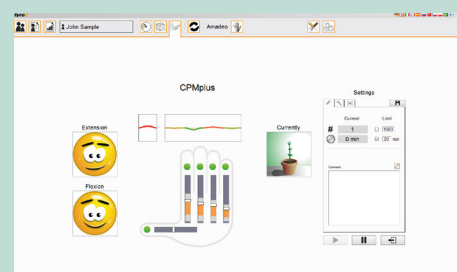 tyro
John Sample
Amadeo
CPMplus
Settings
Extension
Currently
Flexion
Current
Limit
# 1 1000
0 min 20 min
Comment